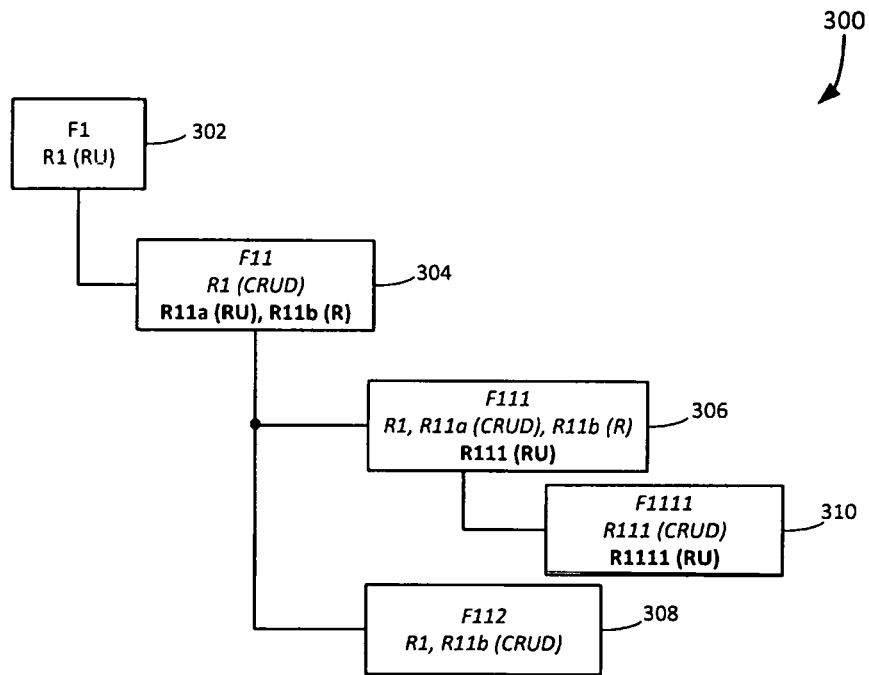 300
F1
R1 (RU)
302
F11
R1 (CRUD)
R11a (RU), R11b (R)
304
F111
R1, R11a (CRUD), R11b (R)
R111 (RU)
306
F1111
R111 (CRUD)
R1111 (RU)
310
F112
R1, R11b (CRUD)
308